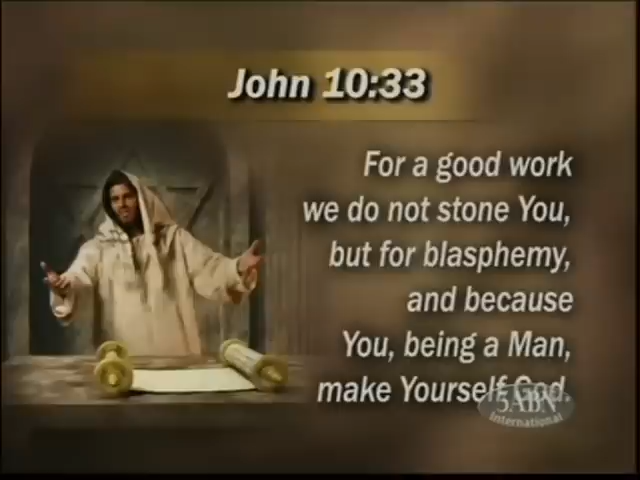 John 10:33
For a good work
we do not stone You,
but for blasphemy,
and because
You, being a Man,
make Yourself God.
3ABN
International